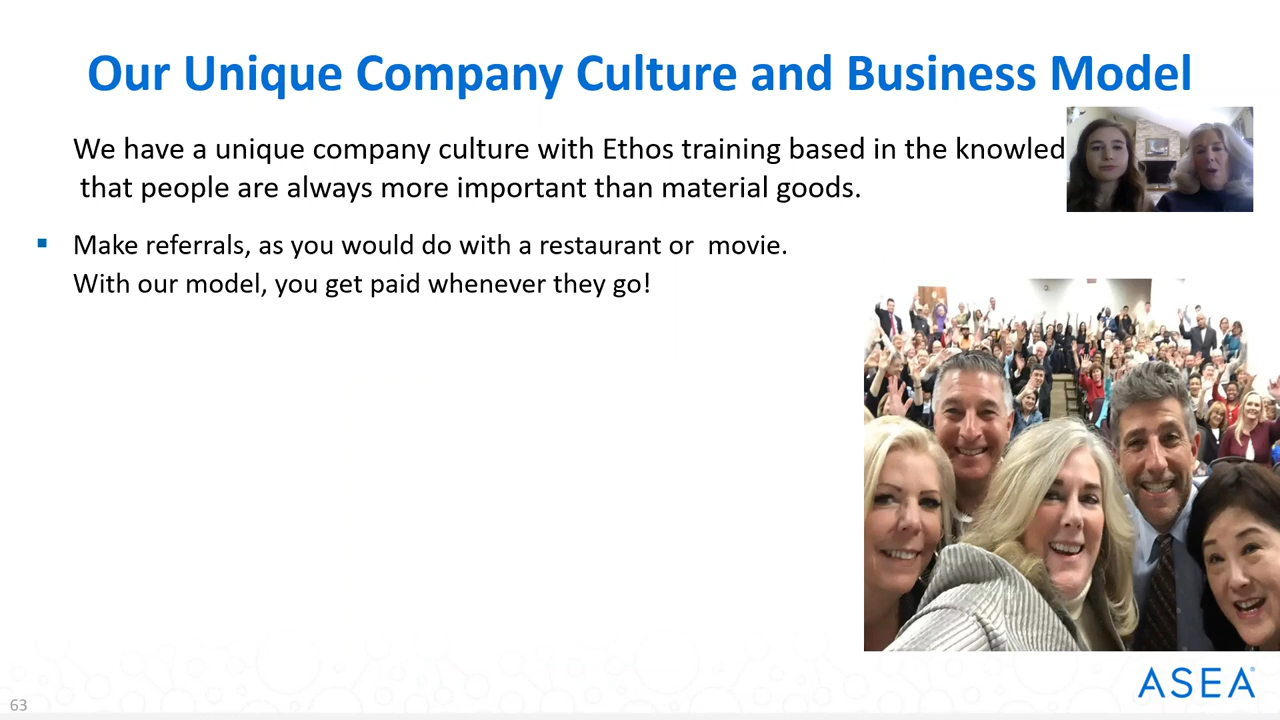 Our Unique Company Culture and Business Model
We have a unique company culture with Ethos training based in the knowled
that people are always more important than material goods.
Make referrals, as you would do with a restaurant or movie.
With our model, you get paid whenever they go!
ASEA
63